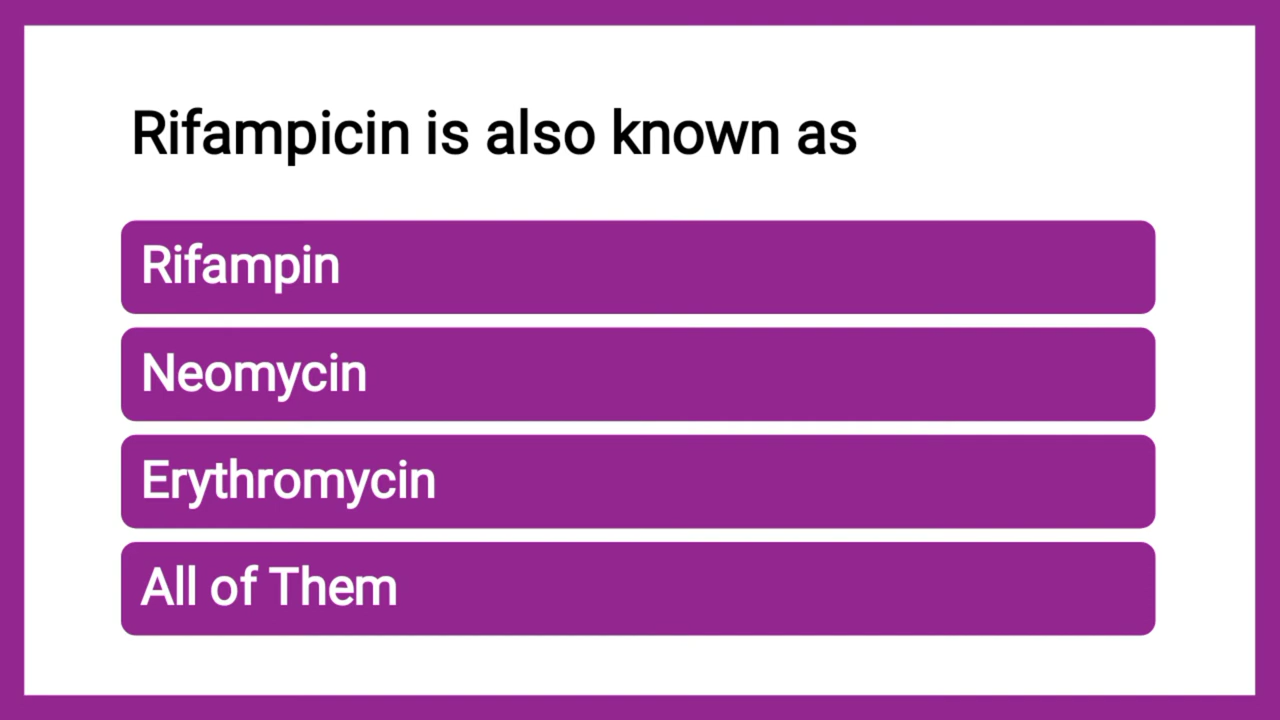 Rifampicin is also known as
Rifampin
Neomycin
Erythromycin
All of Them